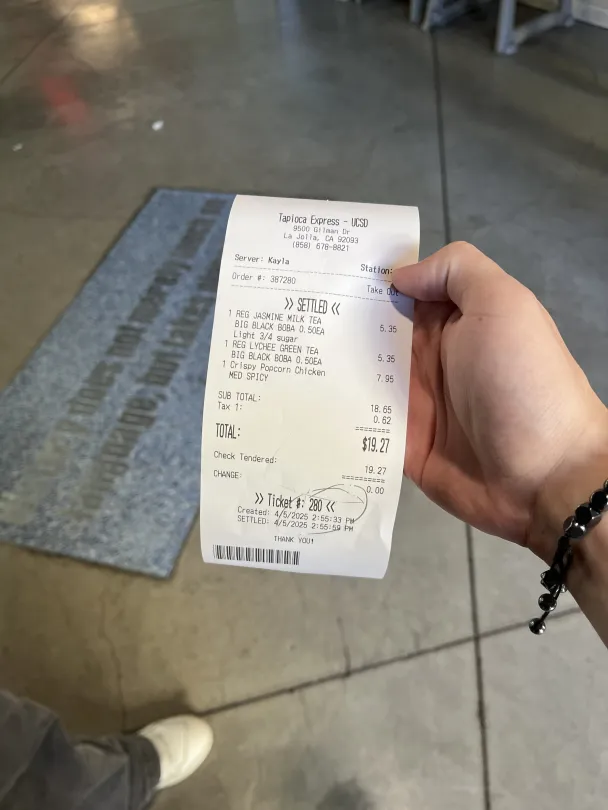 Tapioca Express - UCSD
9500 Gilman Dr
La Jolla, CA 92093
(858) 678-8821
Server: Kayla Station:
Order #: 387280 Take Out
>> SETTLED <<
1 REG JASMINE MILK TEA 5.35
BIG BLACK BOBA 0.50EA
Light 3/4 sugar
1 REG LYCHEE GREEN TEA 5.35
BIG BLACK BOBA 0.50EA
1 Crispy Popcorn Chicken 7.95
MED SPICY
SUB TOTAL: 18.65
Tax 1: 0.62
========
TOTAL: $19.27
Check Tendered: 19.27
=========
CHANGE: 0.00
>> Ticket #: 280 <<
Created: 4/5/2025 2:55:33 PM
SETTLED: 4/5/2025 2:55:59 PM
THANK YOU!